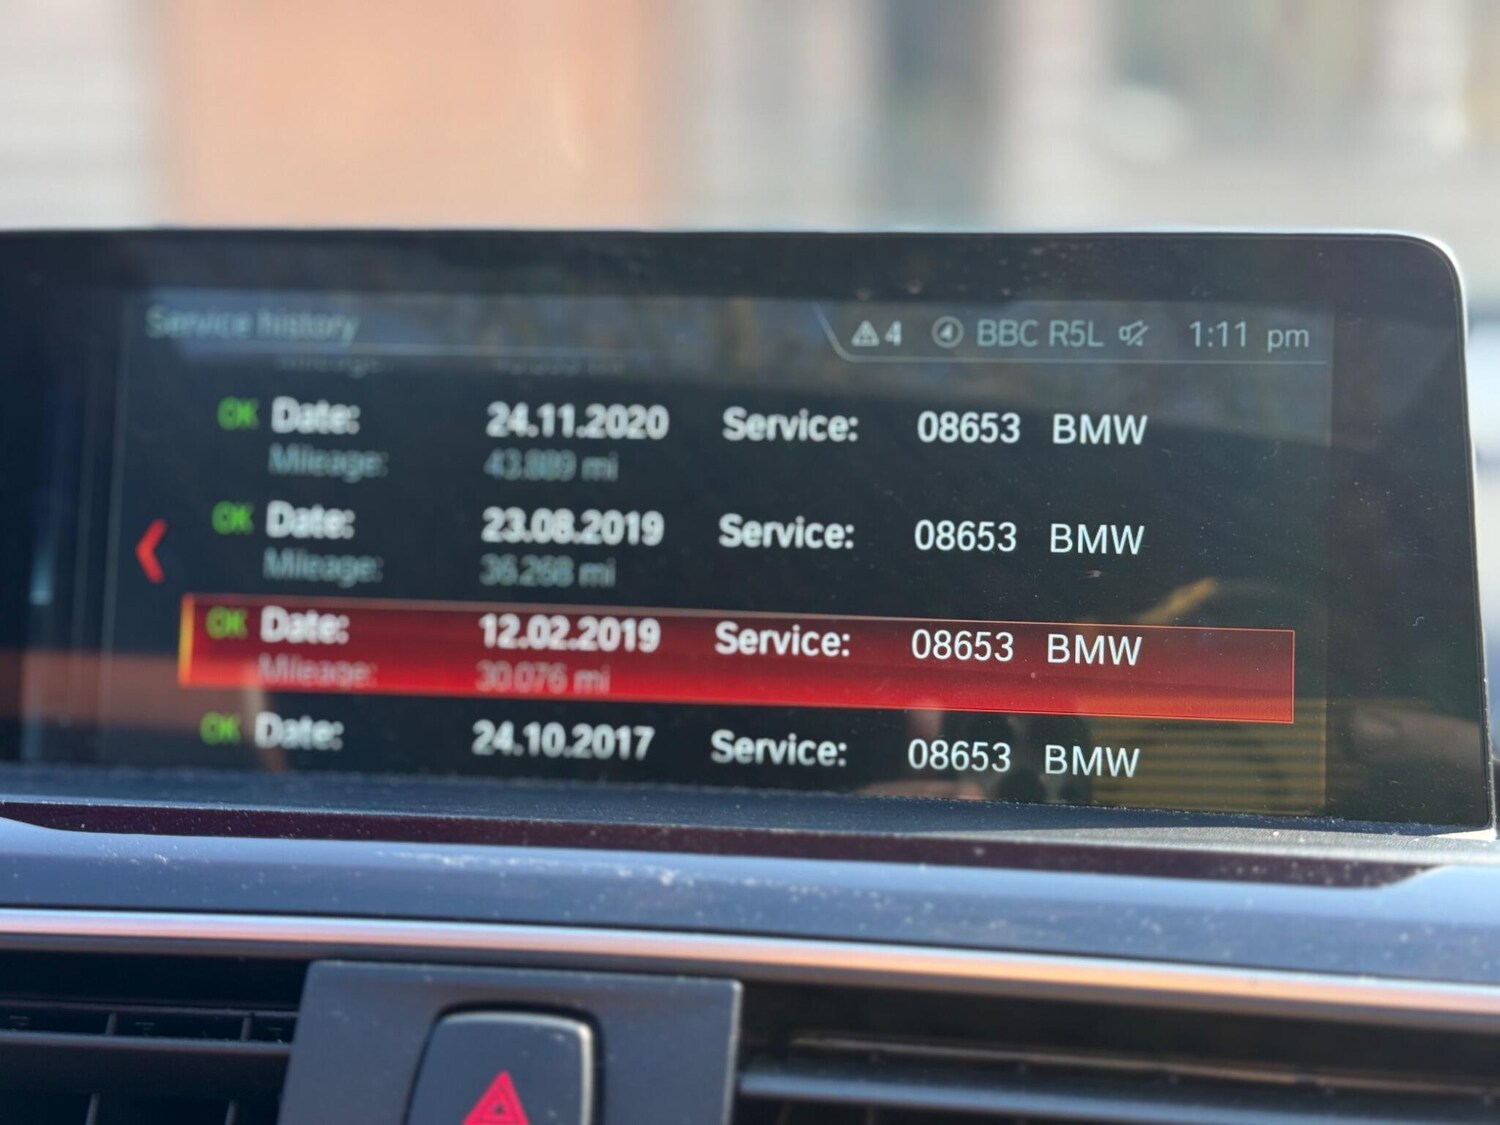 Service history ⚠ 4 4 BBC R5L 1:11 pm
Mileage:
OK Date: 24.11.2020 Service: 08653 BMW
Mileage: 43.889 mi
OK Date: 23.08.2019 Service: 08653 BMW
Mileage: 36.268 mi
OK Date: 12.02.2019 Service: 08653 BMW
Mileage: 30.076 mi
OK Date: 24.10.2017 Service: 08653 BMW